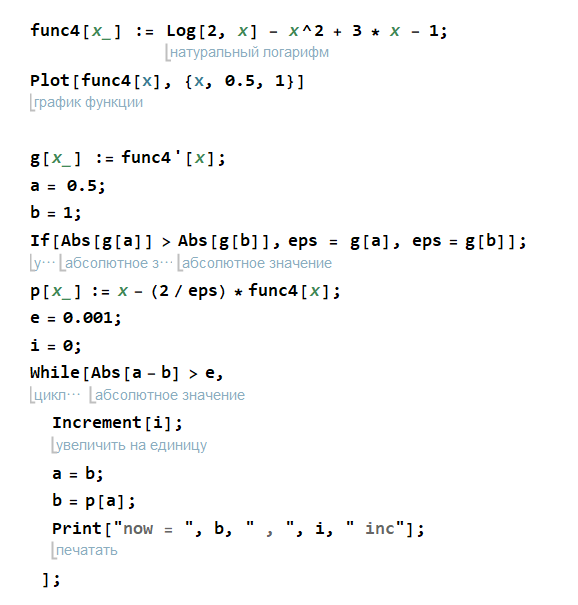 func4[x_] := Log[2, x] - x^2 + 3 * x - 1;
натуральный логарифм
Plot[func4[x], {x, 0.5, 1}]
график функции
g[x_] := func4'[x];
a = 0.5;
b = 1;
If[Abs[g[a]] > Abs[g[b]], eps = g[a], eps = g[b]];
у⋯ абсолютное з⋯ абсолютное значение
p[x_] := x - (2 / eps) * func4[x];
e = 0.001;
i = 0;
While[Abs[a - b] > e,
цикл⋯ абсолютное значение
Increment[i];
увеличить на единицу
a = b;
b = p[a];
Print["now = ", b, " , ", i, " inc"];
печатать
];